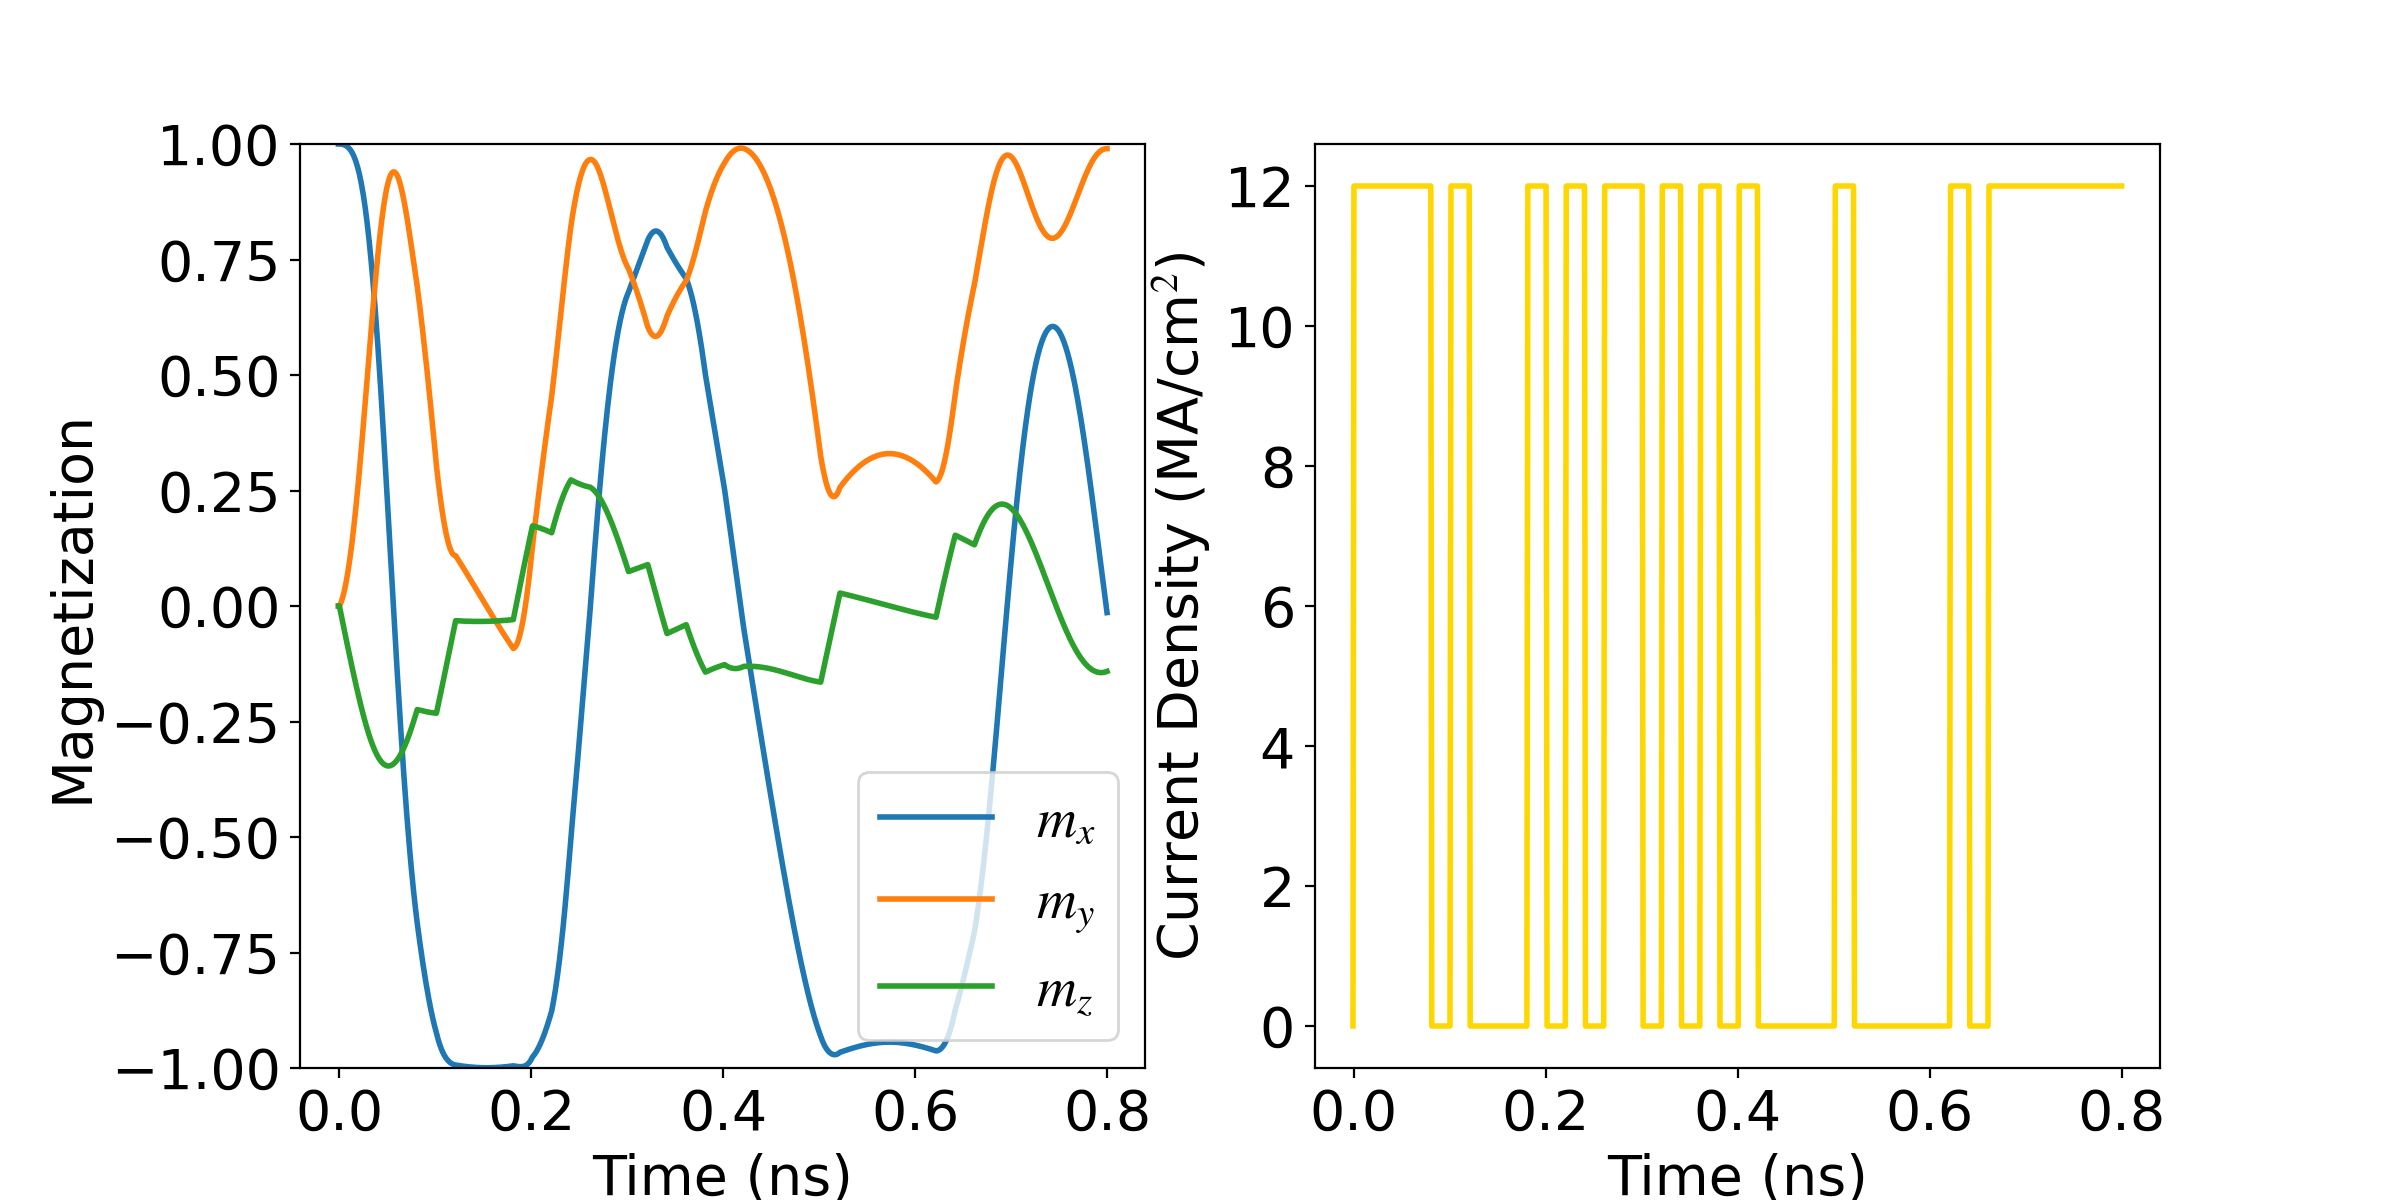 1.00
0.75
0.50
0.25
0.00
−0.25
−0.50
−0.75
−1.00
Magnetization
0.0 0.2 0.4 0.6 0.8
Time (ns)
m_x
m_y
m_z
12
10
8
6
4
2
0
Current Density (MA/cm²)
0.0 0.2 0.4 0.6 0.8
Time (ns)